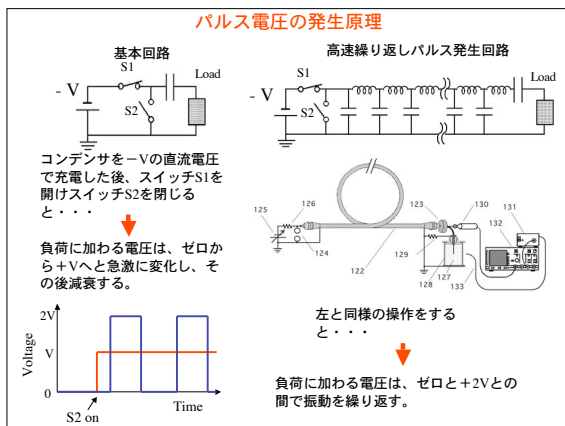 パルス電圧の発生原理
基本回路
S1
- V
S2
Load
コンデンサを－Vの直流電圧
で充電した後、スイッチS1を
開けスイッチS2を閉じる
と・・・
負荷に加わる電圧は、ゼロか
ら＋Vへと急激に変化し、そ
の後減衰する。
2V
V
0
Voltage
Time
S2 on
高速繰り返しパルス発生回路
S1
- V
S2
Load
125
126
124
122
123
130
131
132
129
128
127
133
左と同様の操作をする
と・・・
負荷に加わる電圧は、ゼロと＋2Vとの
間で振動を繰り返す。